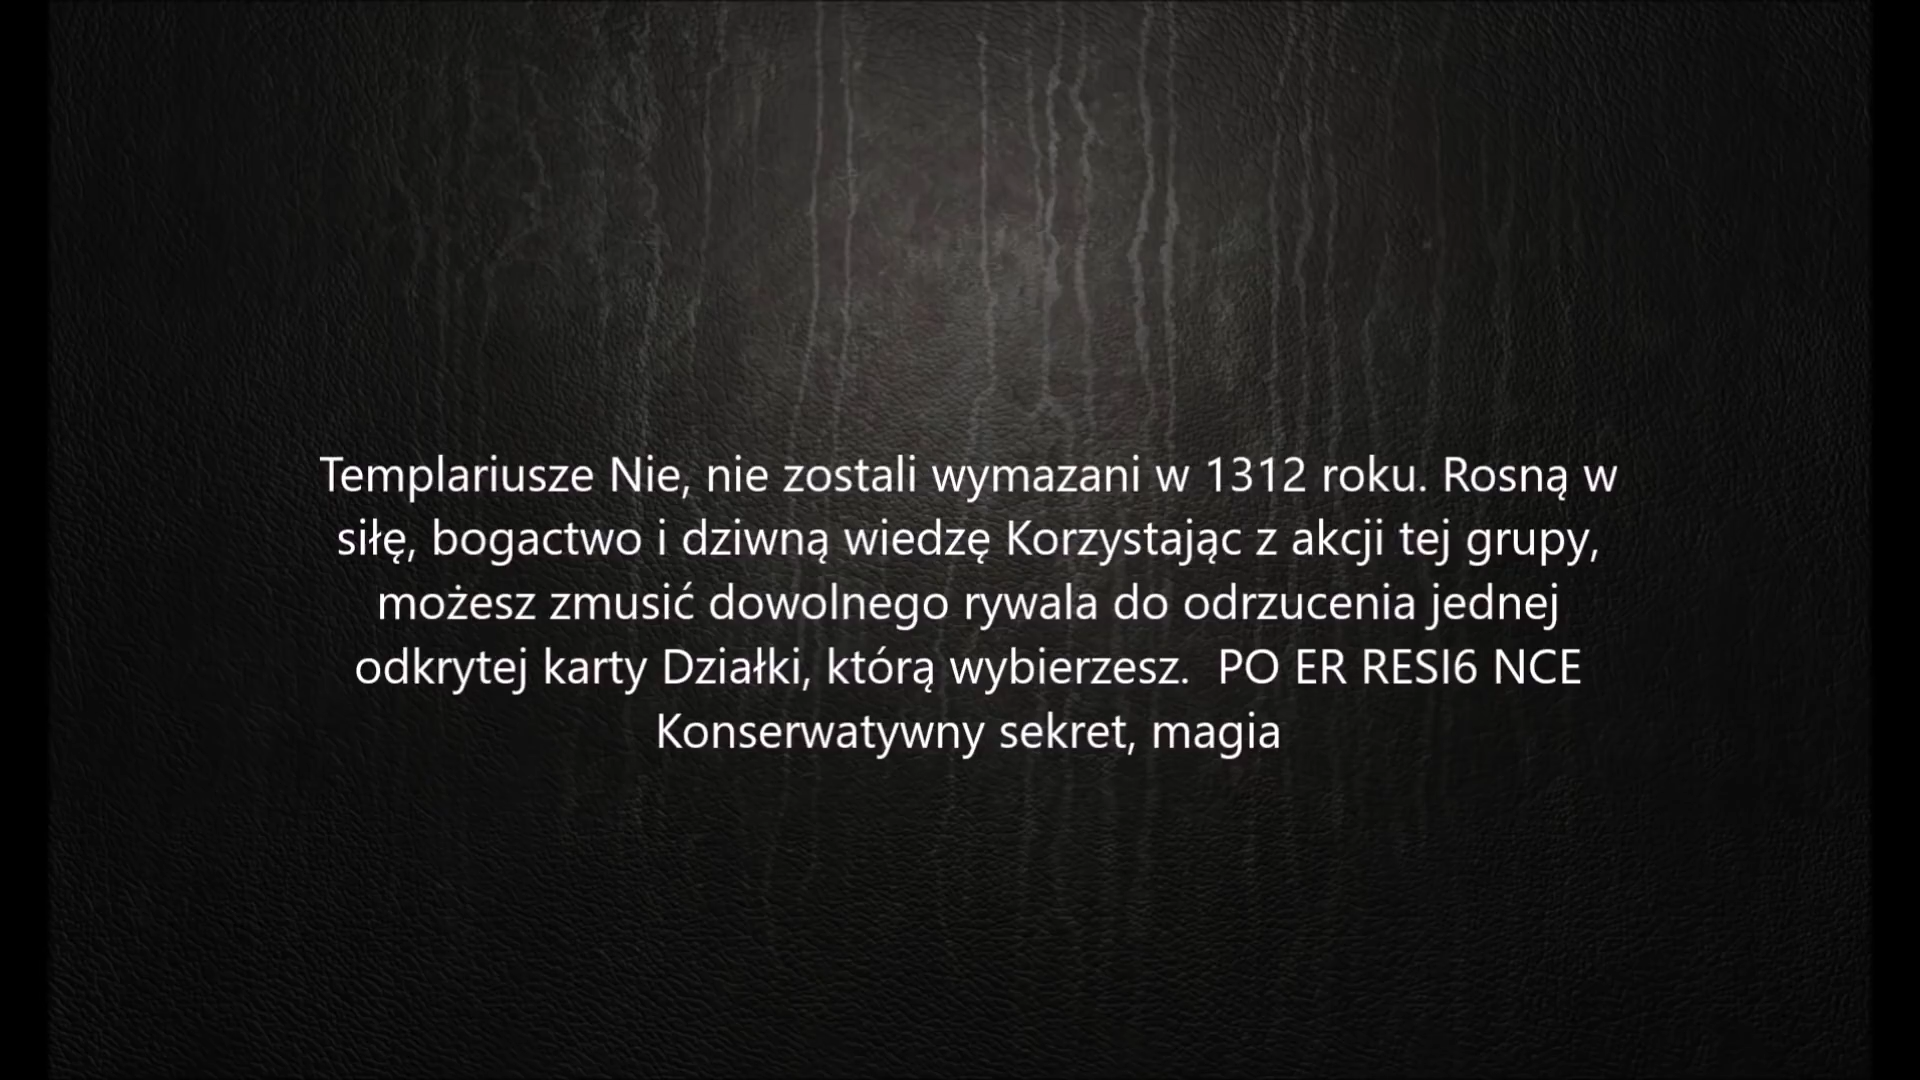 Templariusze Nie, nie zostali wymazani w 1312 roku. Rosną w
siłę, bogactwo i dziwną wiedzę Korzystając z akcji tej grupy,
możesz zmusić dowolnego rywala do odrzucenia jednej
odkrytej karty Działki, którą wybierzesz.  PO ER RESI6 NCE
Konserwatywny sekret, magia